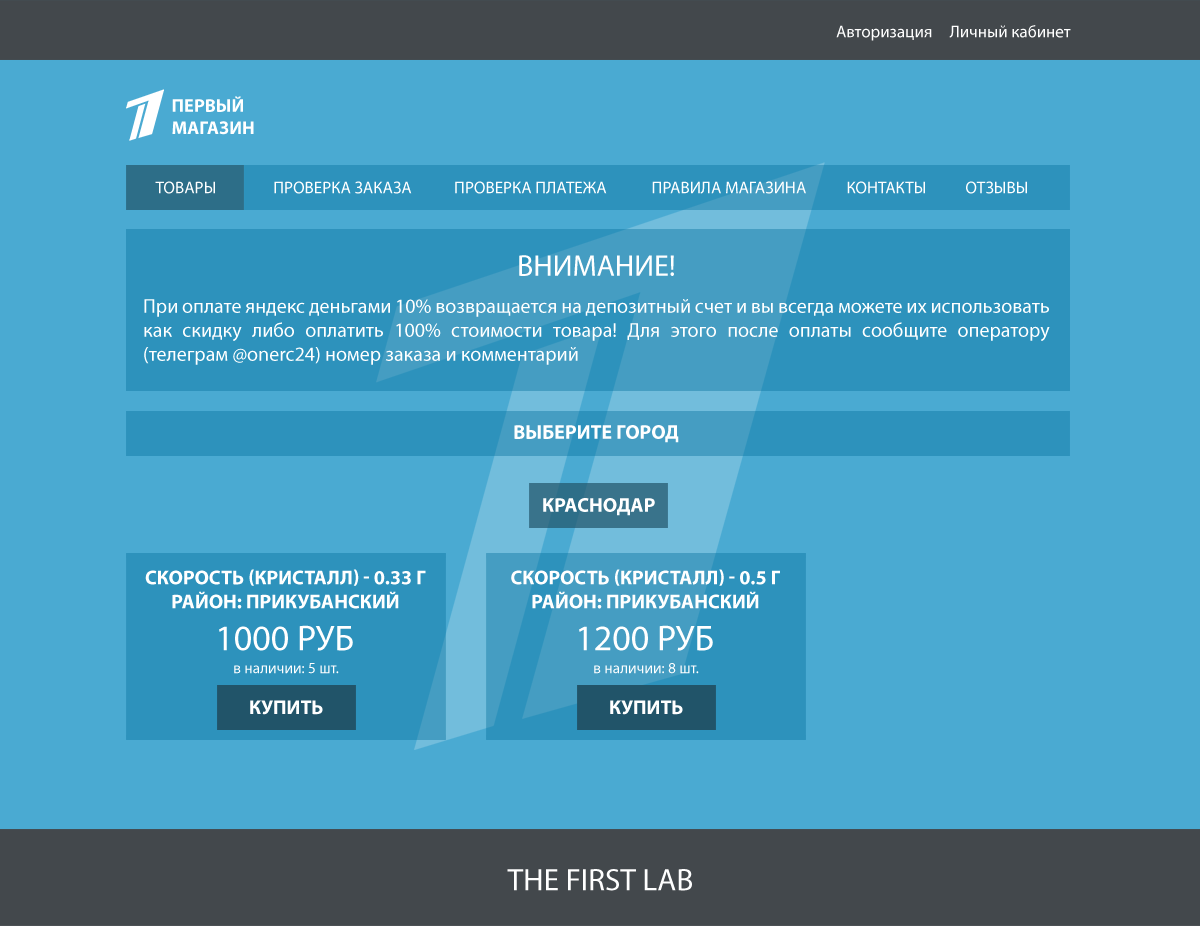 Авторизация Личный кабинет
ПЕРВЫЙ
МАГАЗИН
ТОВАРЫ ПРОВЕРКА ЗАКАЗА ПРОВЕРКА ПЛАТЕЖА ПРАВИЛА МАГАЗИНА КОНТАКТЫ ОТЗЫВЫ
ВНИМАНИЕ!
При оплате яндекс деньгами 10% возвращается на депозитный счет и вы всегда можете их использовать
как скидку либо оплатить 100% стоимости товара! Для этого после оплаты сообщите оператору
(телеграм @onerc24) номер заказа и комментарий
ВЫБЕРИТЕ ГОРОД
КРАСНОДАР
СКОРОСТЬ (КРИСТАЛЛ) - 0.33 Г
РАЙОН: ПРИКУБАНСКИЙ
1000 РУБ
в наличии: 5 шт.
КУПИТЬ
СКОРОСТЬ (КРИСТАЛЛ) - 0.5 Г
РАЙОН: ПРИКУБАНСКИЙ
1200 РУБ
в наличии: 8 шт.
КУПИТЬ
THE FIRST LAB